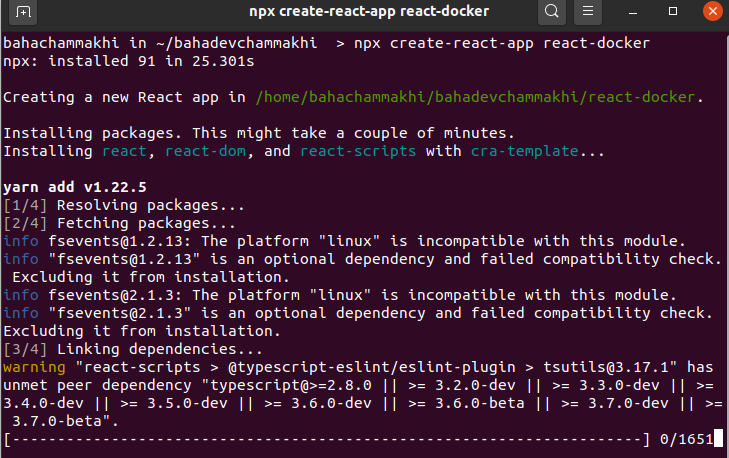 npx create-react-app react-docker
bahachammakhi in ~/bahadevchammakhi  > npx create-react-app react-docker
npx: installed 91 in 25.301s
Creating a new React app in /home/bahachammakhi/bahadevchammakhi/react-docker.
Installing packages. This might take a couple of minutes.
Installing react, react-dom, and react-scripts with cra-template...
yarn add v1.22.5
[1/4] Resolving packages...
[2/4] Fetching packages...
info fsevents@1.2.13: The platform "linux" is incompatible with this module.
info "fsevents@1.2.13" is an optional dependency and failed compatibility check.
 Excluding it from installation.
info fsevents@2.1.3: The platform "linux" is incompatible with this module.
info "fsevents@2.1.3" is an optional dependency and failed compatibility check.
Excluding it from installation.
[3/4] Linking dependencies...
warning "react-scripts > @typescript-eslint/eslint-plugin > tsutils@3.17.1" has
unmet peer dependency "typescript@>=2.8.0 || >= 3.2.0-dev || >= 3.3.0-dev || >=
3.4.0-dev || >= 3.5.0-dev || >= 3.6.0-dev || >= 3.6.0-beta || >= 3.7.0-dev || >=
 3.7.0-beta".
[----------------------------------------------------------------------] 0/1651